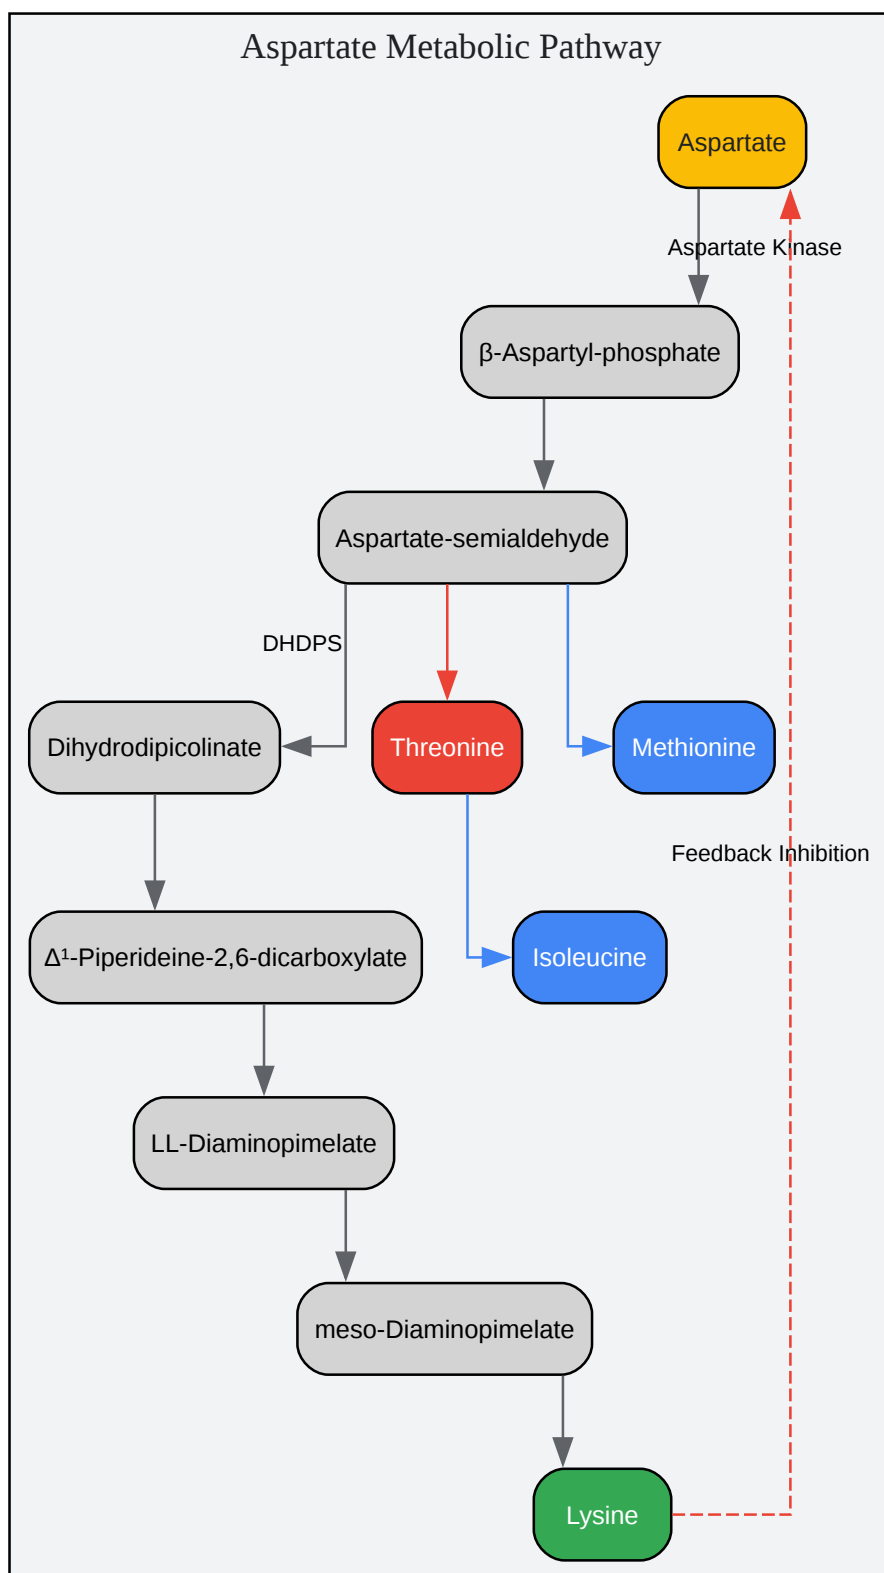 Aspartate Metabolic Pathway
Aspartate
Aspartate Kinase
β-Aspartyl-phosphate
Aspartate-semialdehyde
DHDPS
Dihydrodipicolinate
Threonine
Methionine
Feedback Inhibition
Δ¹-Piperideine-2,6-dicarboxylate
Isoleucine
LL-Diaminopimelate
meso-Diaminopimelate
Lysine